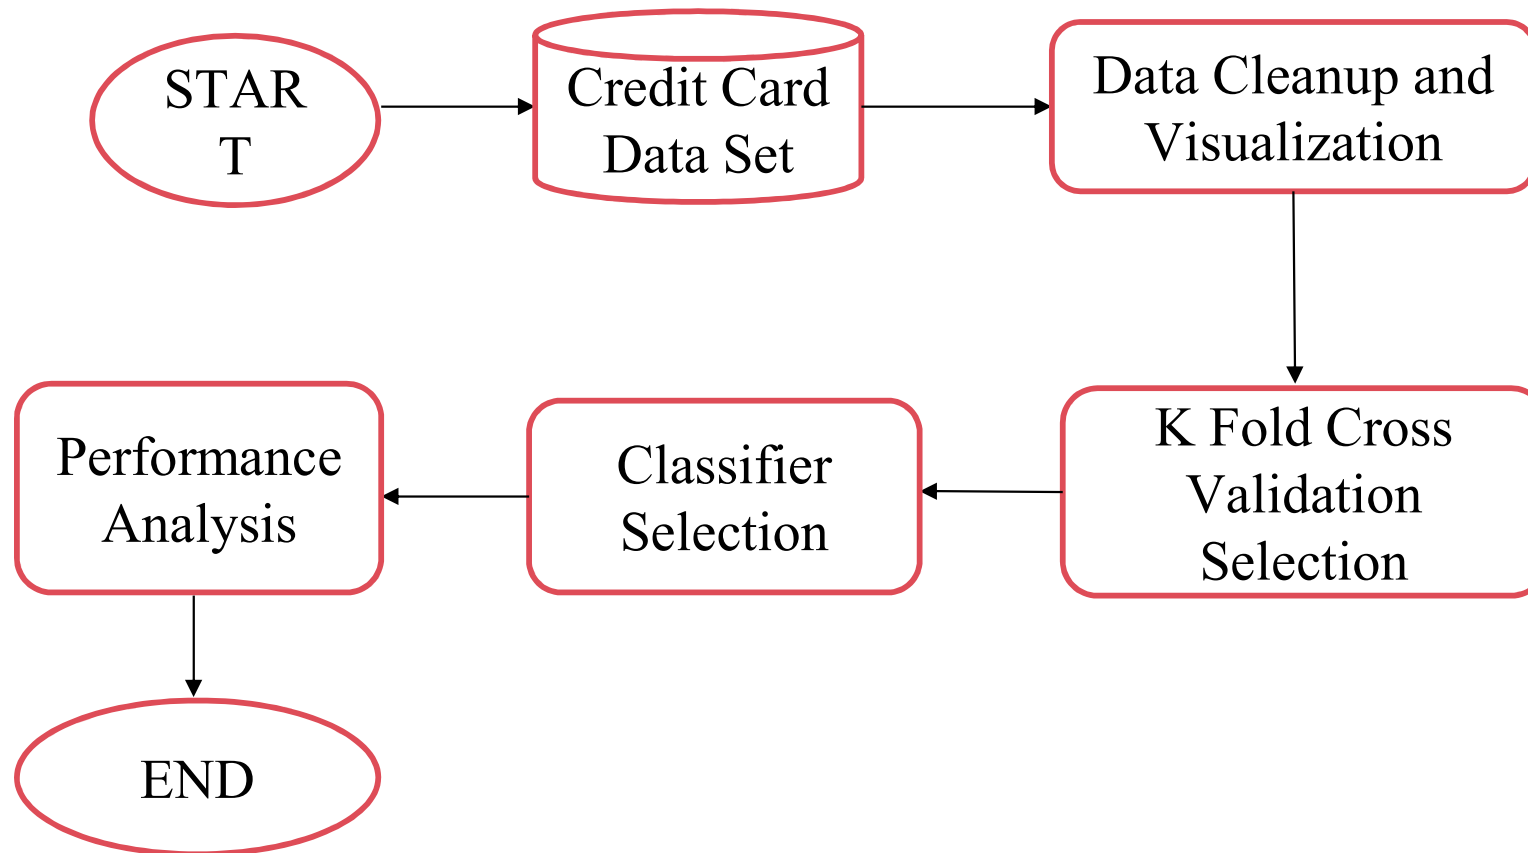 STAR
T
Credit Card
Data Set
Data Cleanup and
Visualization
K Fold Cross
Validation
Selection
Classifier
Selection
Performance
Analysis
END